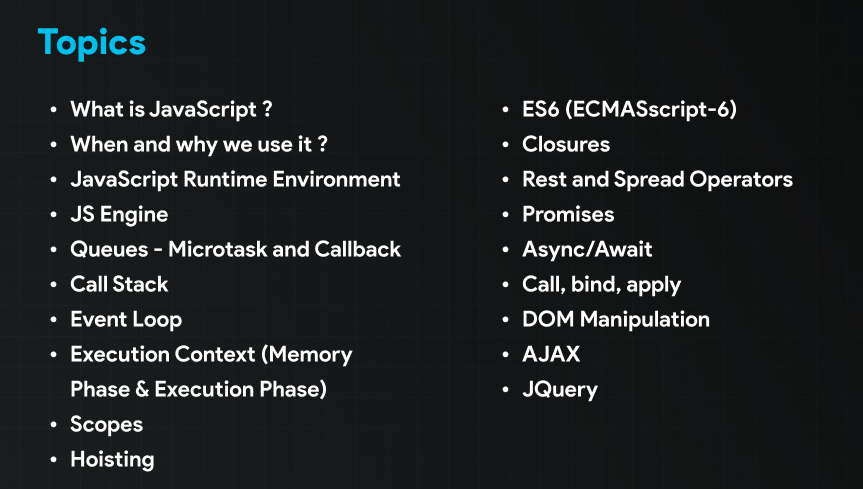 Topics
• What is JavaScript ?
• When and why we use it ?
• JavaScript Runtime Environment
• JS Engine
• Queues - Microtask and Callback
• Call Stack
• Event Loop
• Execution Context (Memory
Phase & Execution Phase)
• Scopes
• Hoisting
• ES6 (ECMASscript-6)
• Closures
• Rest and Spread Operators
• Promises
• Async/Await
• Call, bind, apply
• DOM Manipulation
• AJAX
• JQuery